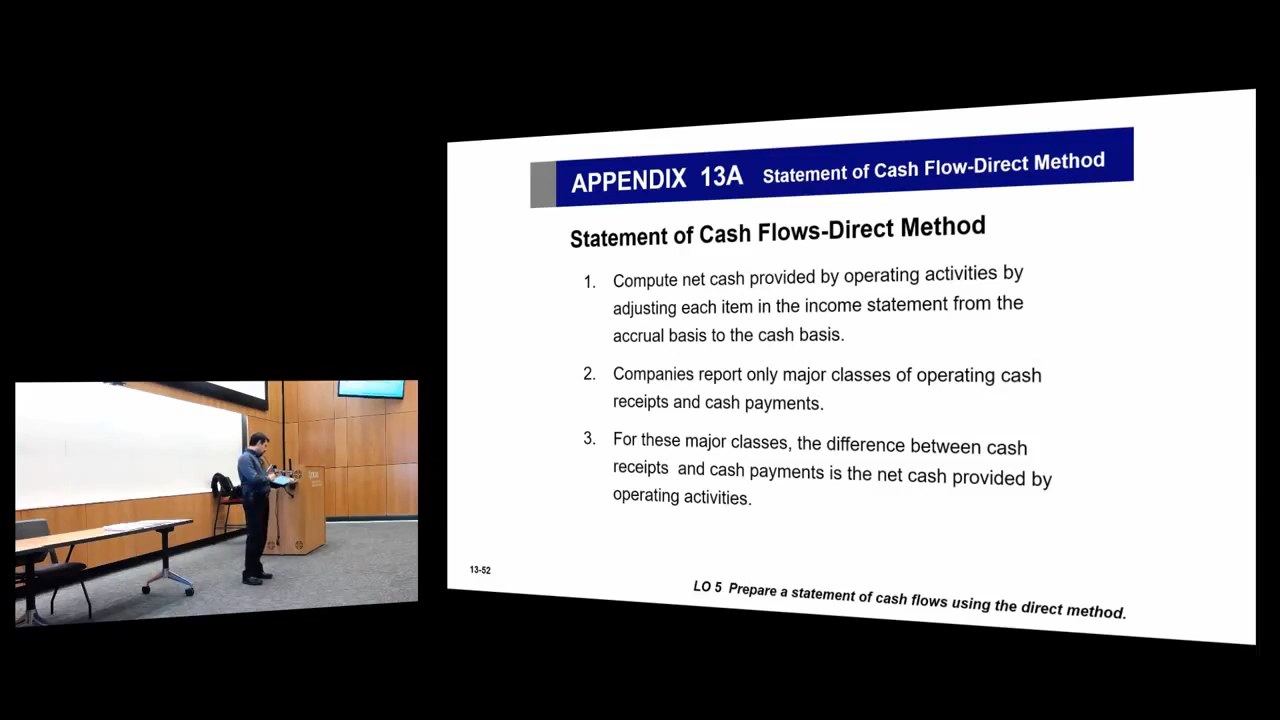 APPENDIX 13A Statement of Cash Flow-Direct Method
Statement of Cash Flows-Direct Method
1. Compute net cash provided by operating activities by
adjusting each item in the income statement from the
accrual basis to the cash basis.
2. Companies report only major classes of operating cash
receipts and cash payments.
3. For these major classes, the difference between cash
receipts and cash payments is the net cash provided by
operating activities.
13-52
LO 5 Prepare a statement of cash flows using the direct method.